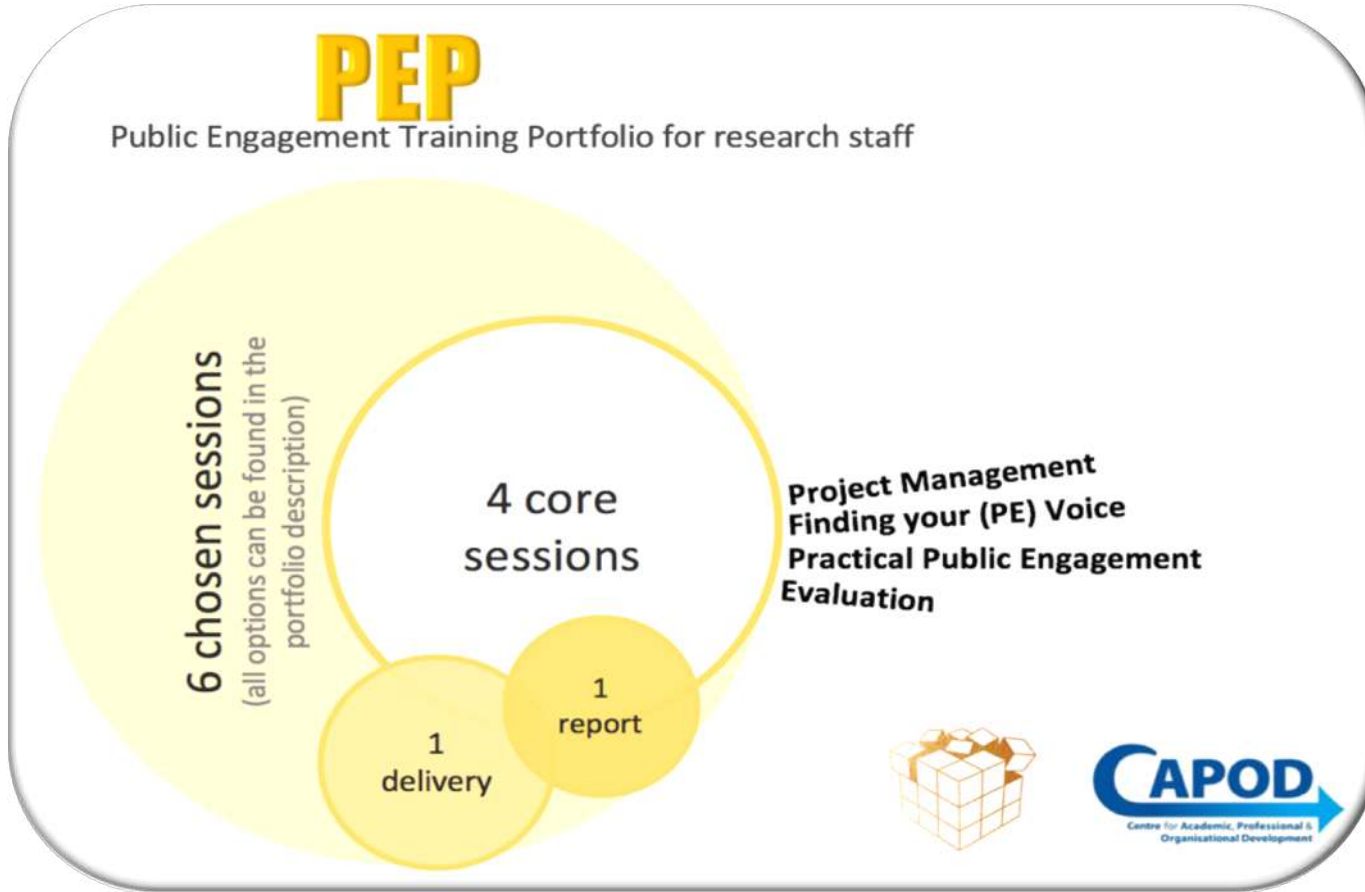 PEP
Public Engagement Training Portfolio for research staff
6 chosen sessions
(all options can be found in the
portfolio description)
4 core
sessions
Project Management
Finding your (PE) Voice
Practical Public Engagement
Evaluation
1
delivery
1
report
CAPOD
Centre for Academic, Professional &
Organisational Development